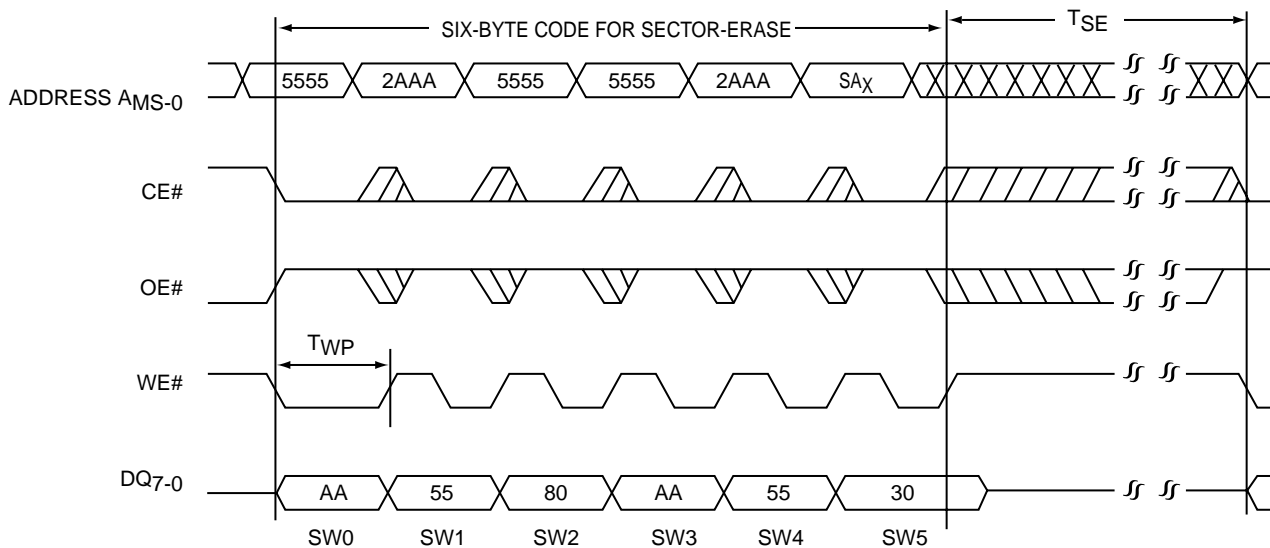 SIX-BYTE CODE FOR SECTOR-ERASE TSE
ADDRESS AMS-0 5555 2AAA 5555 5555 2AAA SAX
CE#
OE#
TWP
WE#
DQ7-0 AA 55 80 AA 55 30
SW0 SW1 SW2 SW3 SW4 SW5